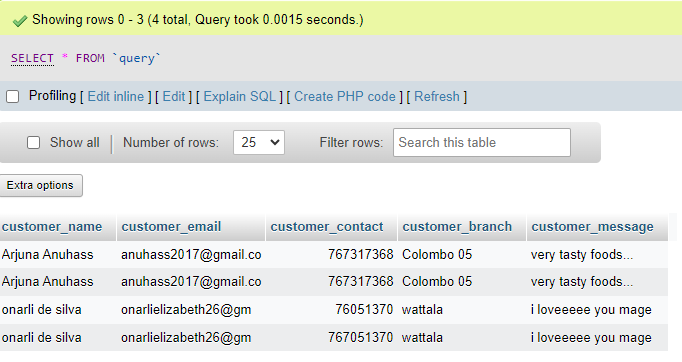 Showing rows 0 - 3 (4 total, Query took 0.0015 seconds.)
SELECT * FROM `query`
Profiling [ Edit inline ] [ Edit ] [ Explain SQL ] [ Create PHP code ] [ Refresh ]
Show all Number of rows: 25 Filter rows: Search this table
Extra options
customer_name customer_email customer_contact customer_branch customer_message
Arjuna Anuhass anuhass2017@gmail.co 767317368 Colombo 05 very tasty foods...
Arjuna Anuhass anuhass2017@gmail.co 767317368 Colombo 05 very tasty foods...
onarli de silva onarlielizabeth26@gm 76051370 wattala i loveeeee you mage
onarli de silva onarlielizabeth26@gm 767051370 wattala i loveeeee you mage